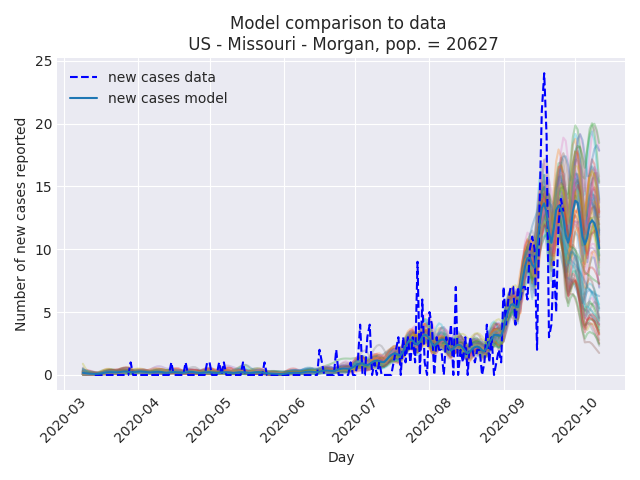 Model comparison to data
US - Missouri - Morgan, pop. = 20627
new cases data
new cases model
Number of new cases reported
25
20
15
10
5
0
2020-03
2020-04
2020-05
2020-06
2020-07
2020-08
2020-09
2020-10
Day